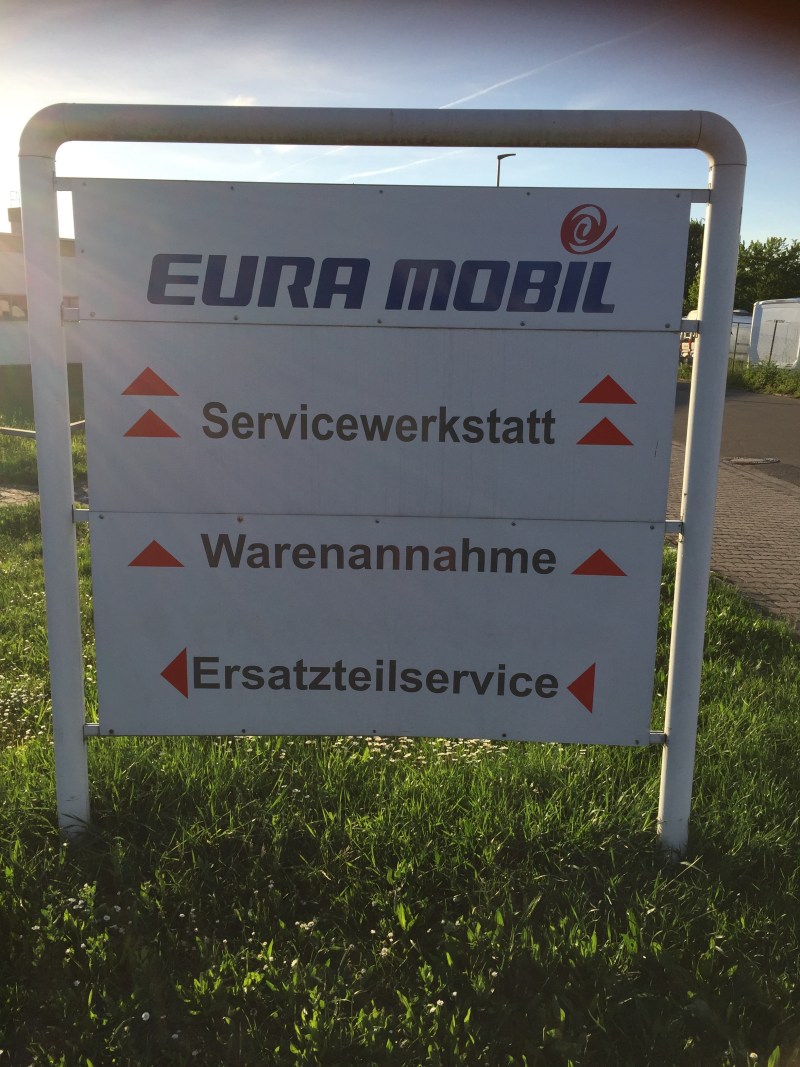 EURA MOBIL
Servicewerkstatt
Warenannahme
Ersatzteilservice